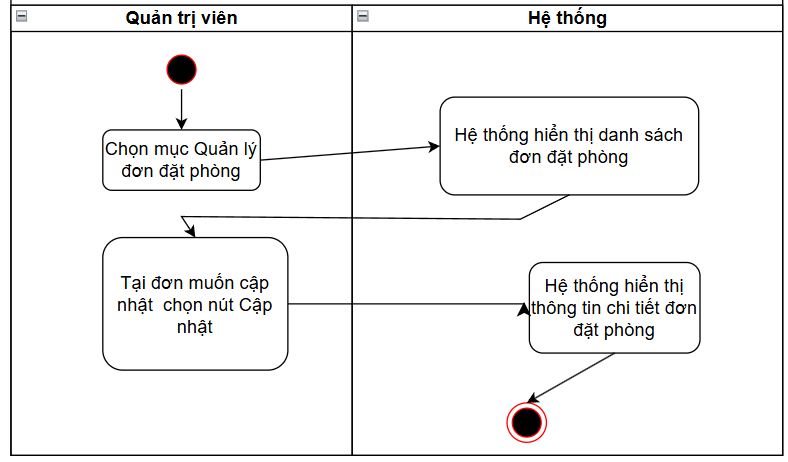 Quản trị viên
Hệ thống
Chọn mục Quản lý
đơn đặt phòng
Hệ thống hiển thị danh sách
đơn đặt phòng
Tại đơn muốn cập
nhật chọn nút Cập
nhật
Hệ thống hiển thị
thông tin chi tiết đơn
đặt phòng